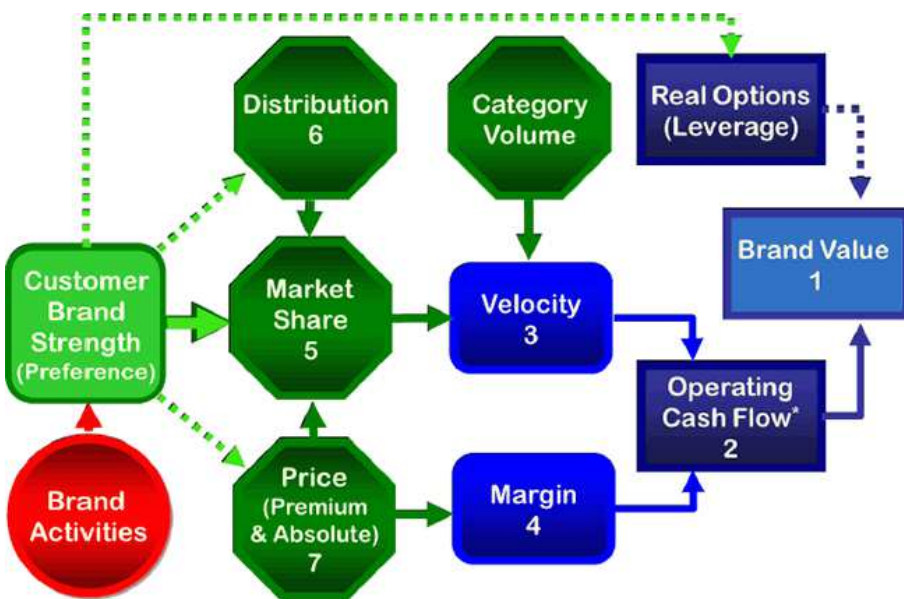 Distribution
6
Category
Volume
Real Options
(Leverage)
Customer
Brand
Strength
(Preference)
Market
Share
5
Velocity
3
Brand Value
1
Operating
Cash Flow*
2
Brand
Activities
Price
(Premium
& Absolute)
7
Margin
4